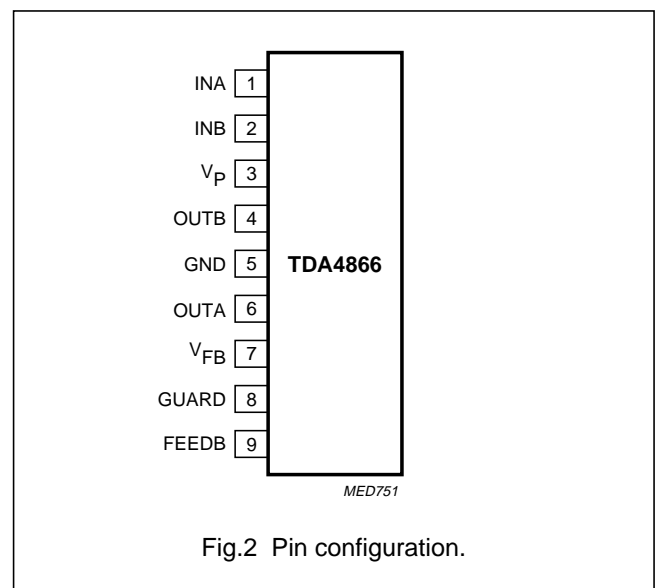 INA 1
INB 2
VP 3
OUTB 4
GND 5
TDA4866
OUTA 6
VFB 7
GUARD 8
FEEDB 9
MED751
Fig.2 Pin configuration.